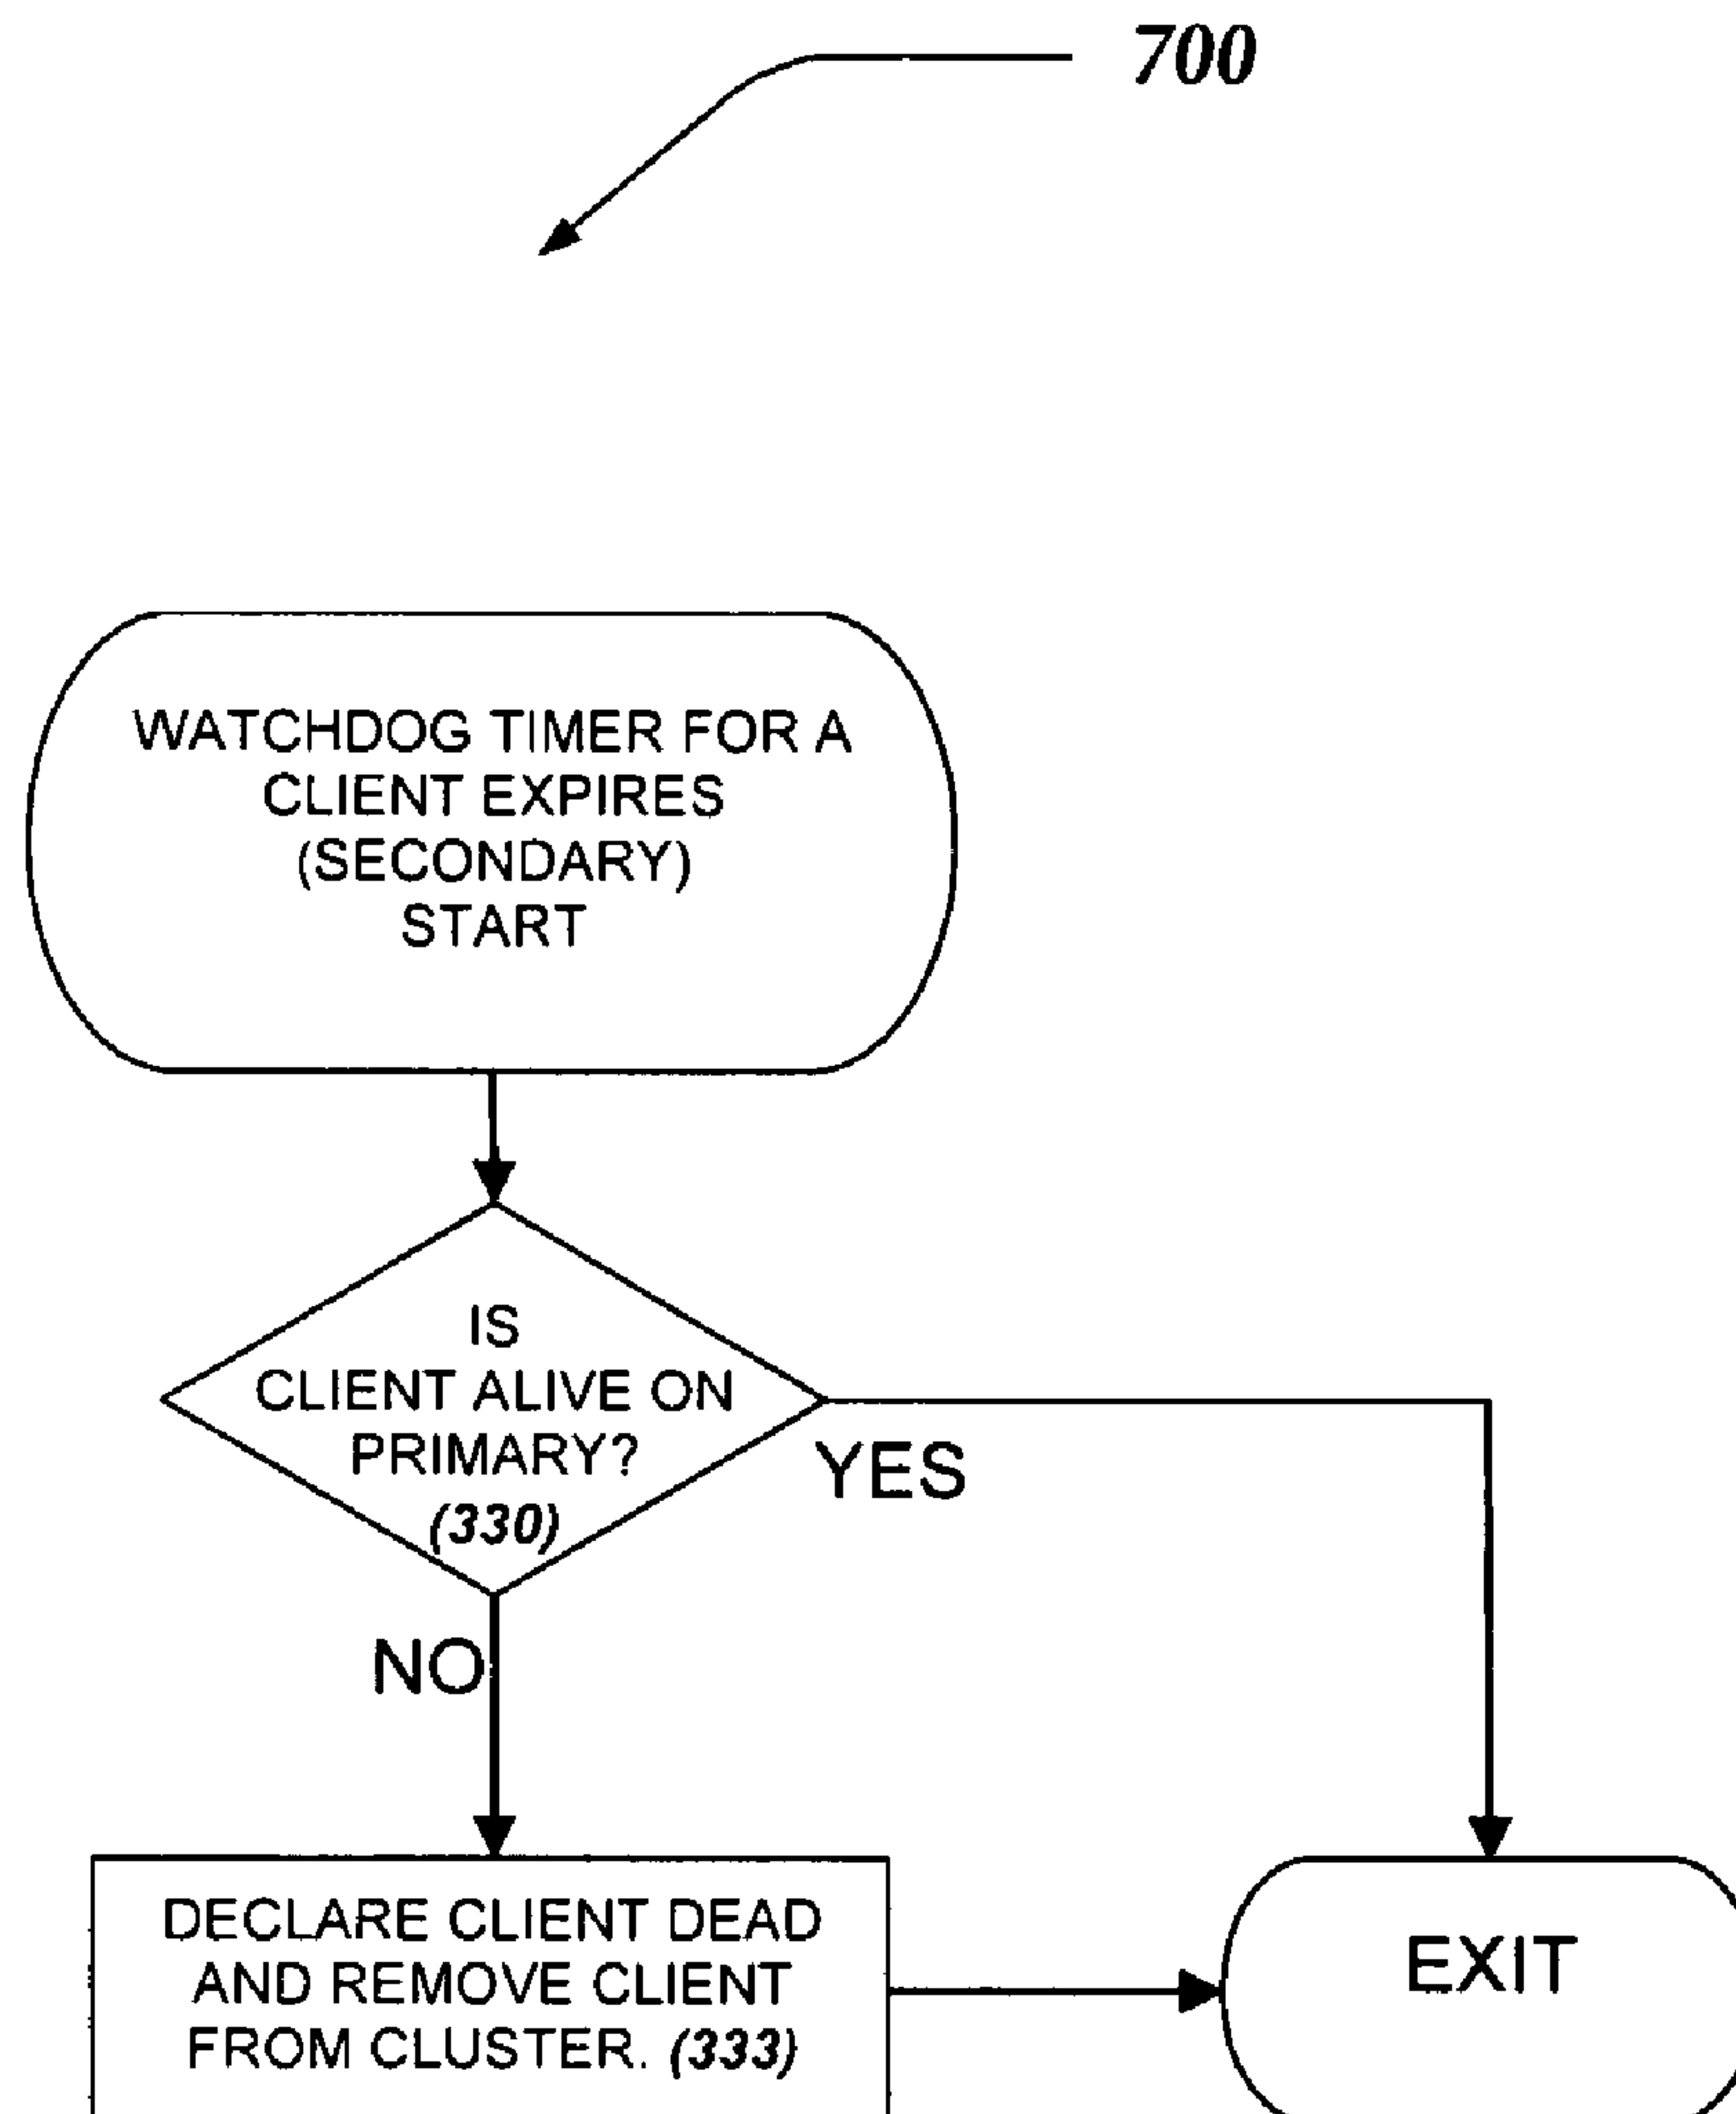 700
WATCHDOG TIMER FOR A
CLIENT EXPIRES
(SECONDARY)
START
IS
CLIENT ALIVE ON
PRIMARY?
(330)
YES
NO
DECLARE CLIENT DEAD
AND REMOVE CLIENT
FROM CLUSTER. (333)
EXIT